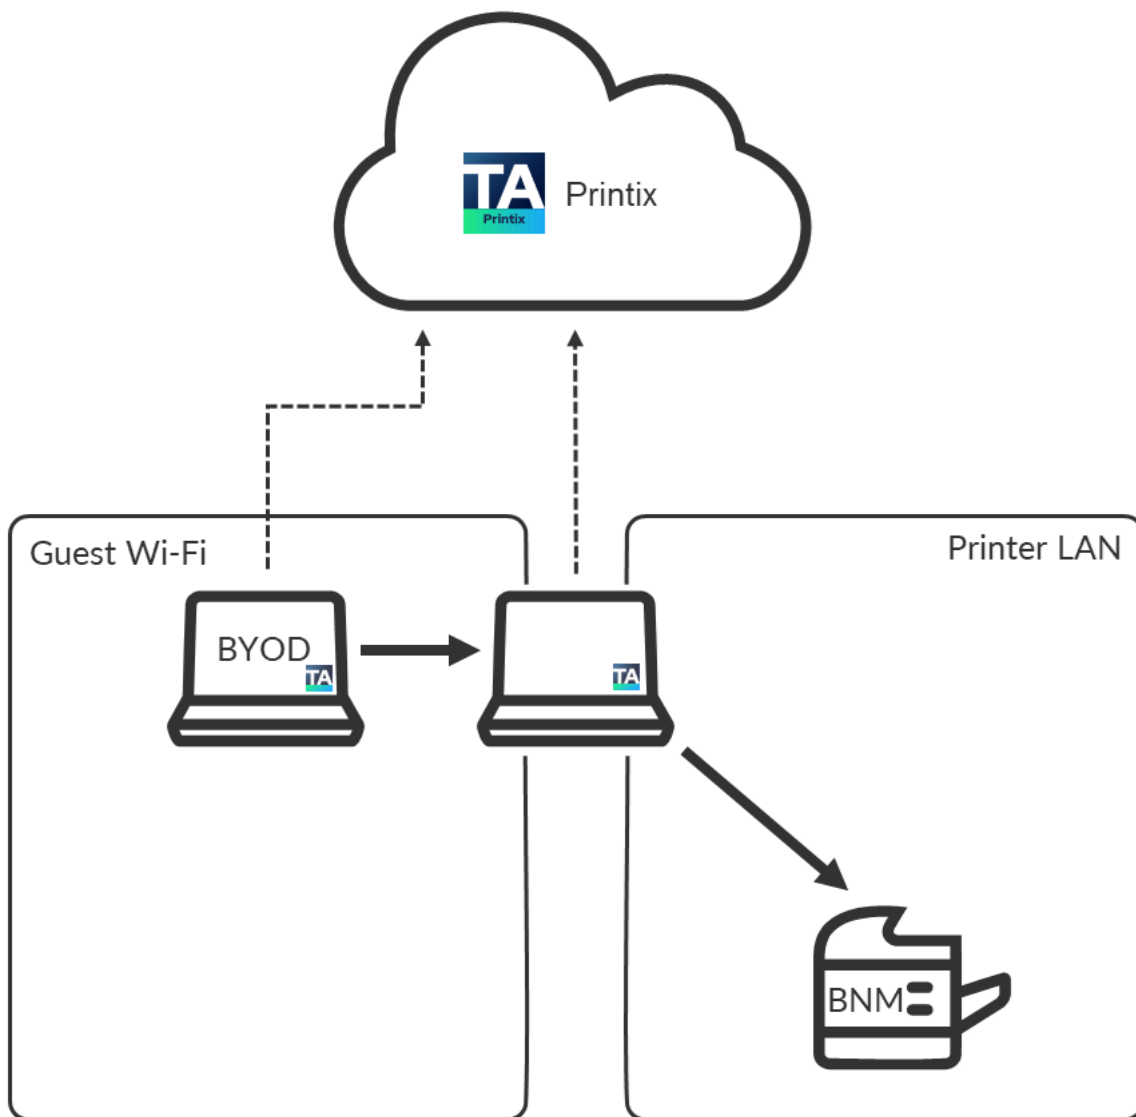 TA
Printix
Printix
Guest Wi-Fi
Printer LAN
BYOD
TA
TA
BNM